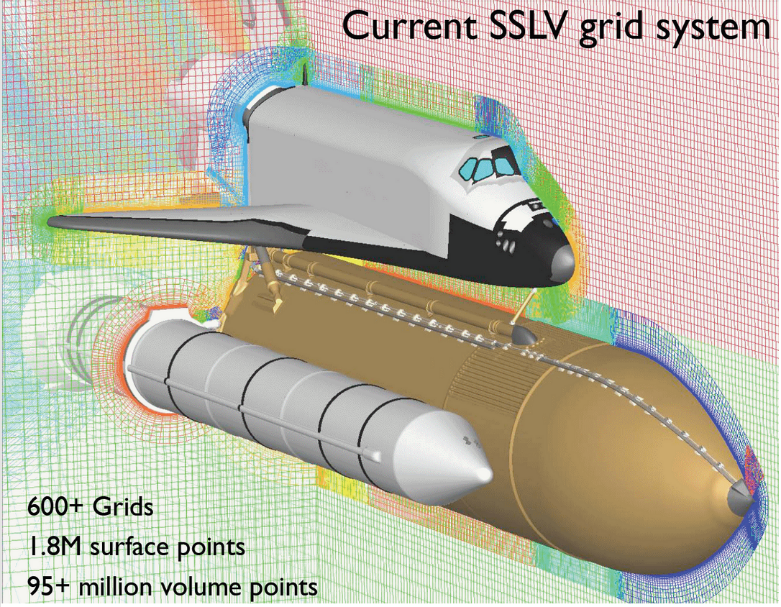 Current SSLV grid system
600+ Grids
1.8M surface points
95+ million volume points